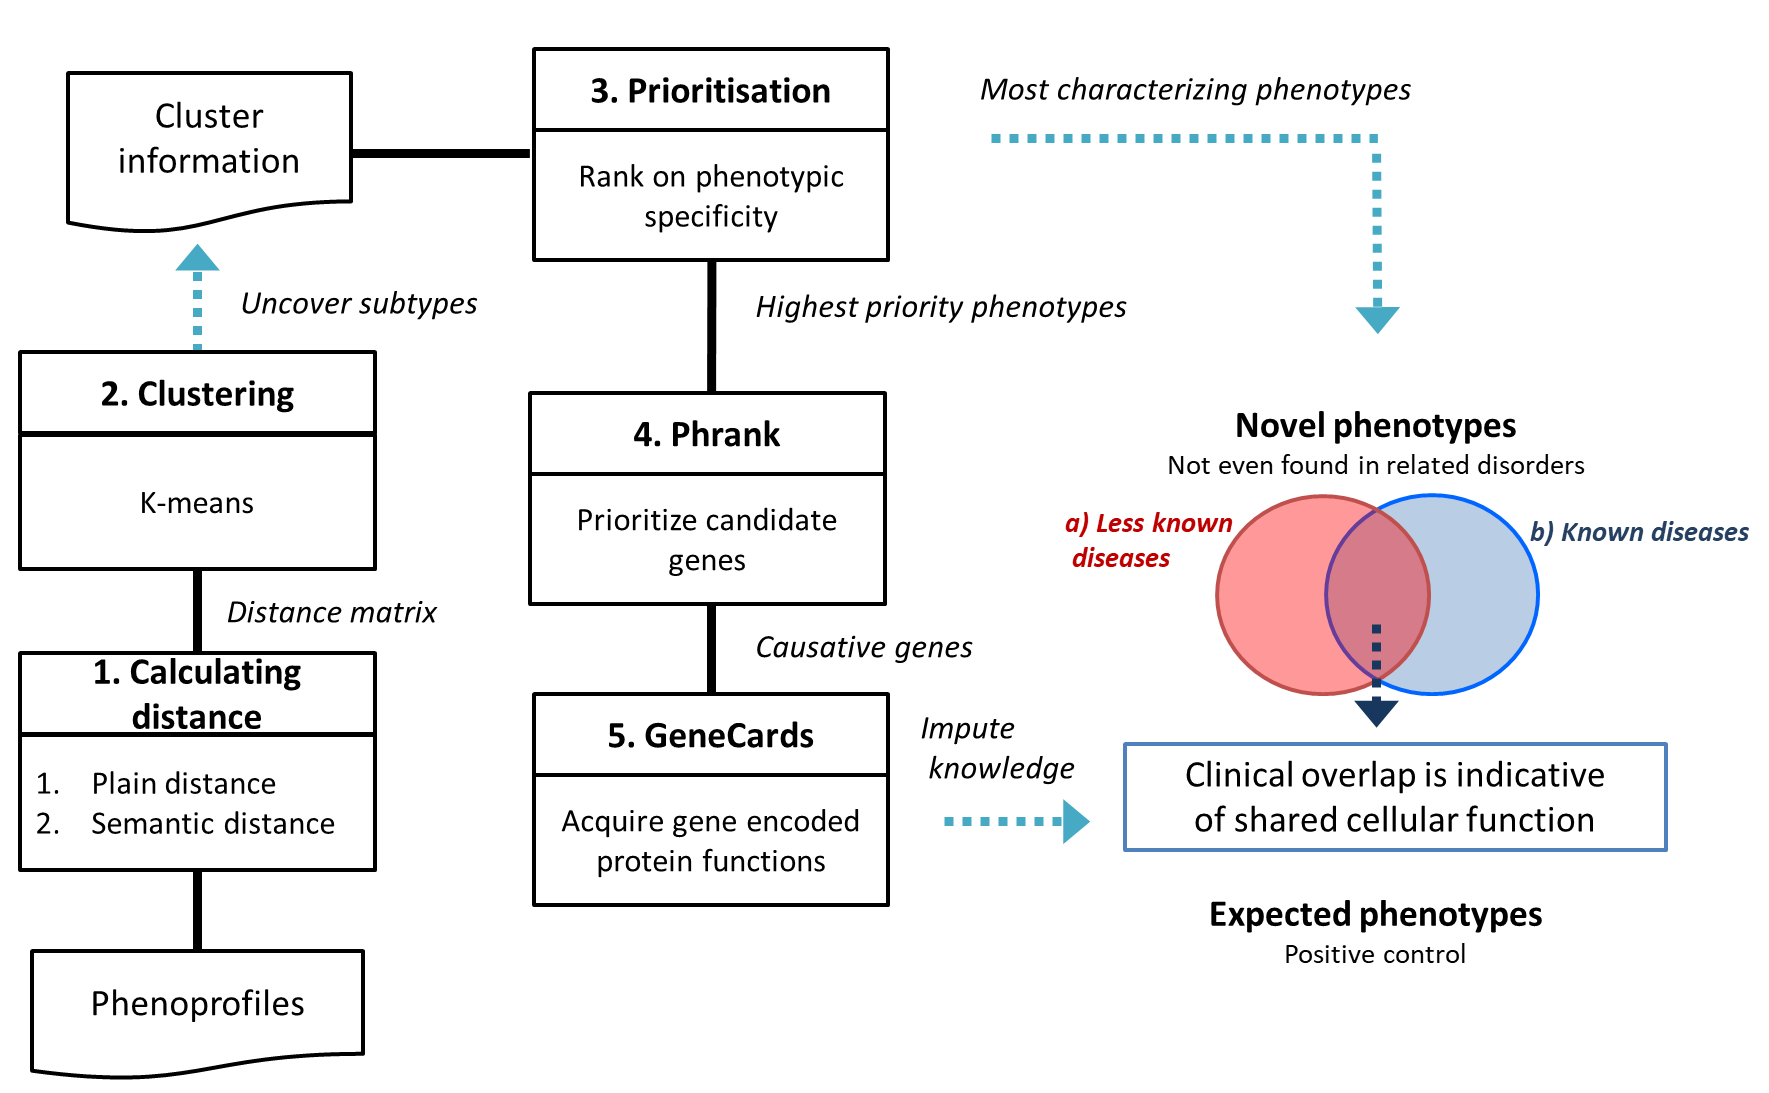 Cluster
information
3. Prioritisation
Rank on phenotypic
specificity
Most characterizing phenotypes
Uncover subtypes
Highest priority phenotypes
2. Clustering
K-means
4. Phrank
Prioritize candidate
genes
Novel phenotypes
Not even found in related disorders
a) Less known
diseases
b) Known diseases
Distance matrix
Causative genes
1. Calculating
distance
1. Plain distance
2. Semantic distance
5. GeneCards
Acquire gene encoded
protein functions
Impute
knowledge
Clinical overlap is indicative
of shared cellular function
Expected phenotypes
Positive control
Phenoprofiles